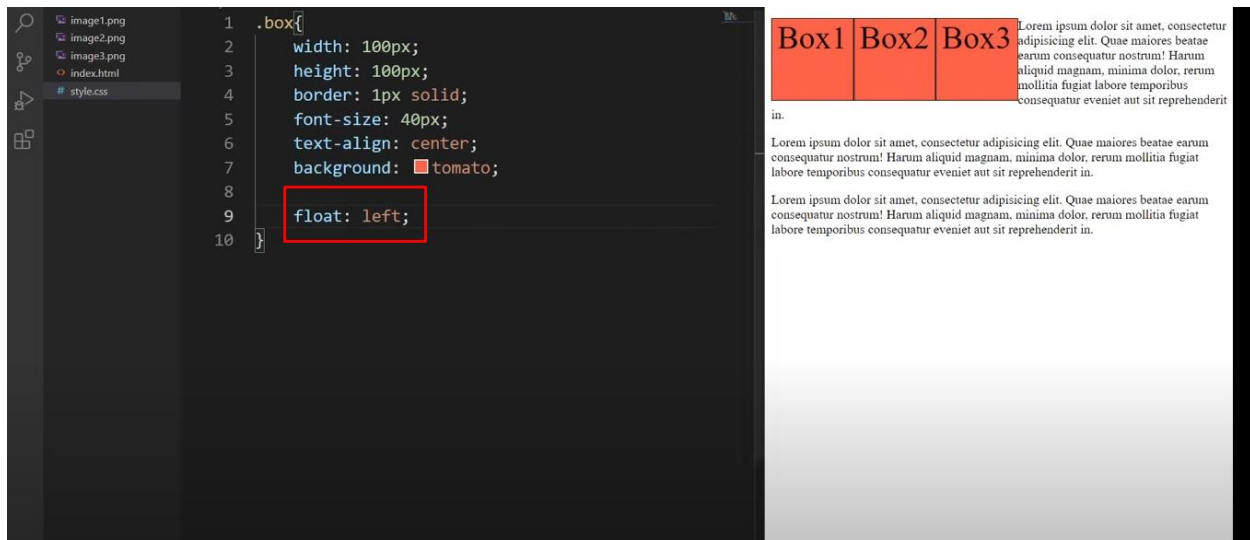 image1.png
image2.png
image3.png
index.html
# style.css
1 .box{
2 width: 100px;
3 height: 100px;
4 border: 1px solid;
5 font-size: 40px;
6 text-align: center;
7 background: tomato;
8
9 float: left;
10 }
Box1 Box2 Box3
Lorem ipsum dolor sit amet, consectetur
adipisicing elit. Quae maiores beatae
earum consequatur nostrum! Harum
aliquid magnam, minima dolor, rerum
mollitia fugiat labore temporibus
consequatur eveniet aut sit reprehenderit
in.
Lorem ipsum dolor sit amet, consectetur adipisicing elit. Quae maiores beatae earum
consequatur nostrum! Harum aliquid magnam, minima dolor, rerum mollitia fugiat
labore temporibus consequatur eveniet aut sit reprehenderit in.
Lorem ipsum dolor sit amet, consectetur adipisicing elit. Quae maiores beatae earum
consequatur nostrum! Harum aliquid magnam, minima dolor, rerum mollitia fugiat
labore temporibus consequatur eveniet aut sit reprehenderit in.